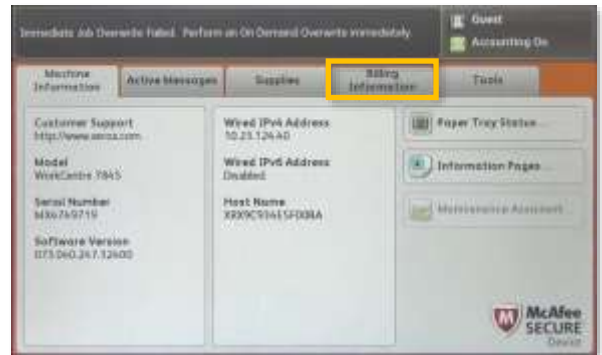 Immediate Job Overwrite Failed. Perform an On Demand Overwrite immediately.
Guest
Accounting On
Machine
Information
Active Messages
Supplies
Billing
Information
Tools
Customer Support
http://www.xerox.com
Model
WorkCentre 7845
Serial Number
Software Version
Wired IPv4 Address
Wired IPv6 Address
Disabled
Host Name
Paper Tray Status...
Information Pages...
Maintenance Assistant...
McAfee
SECURE
Device